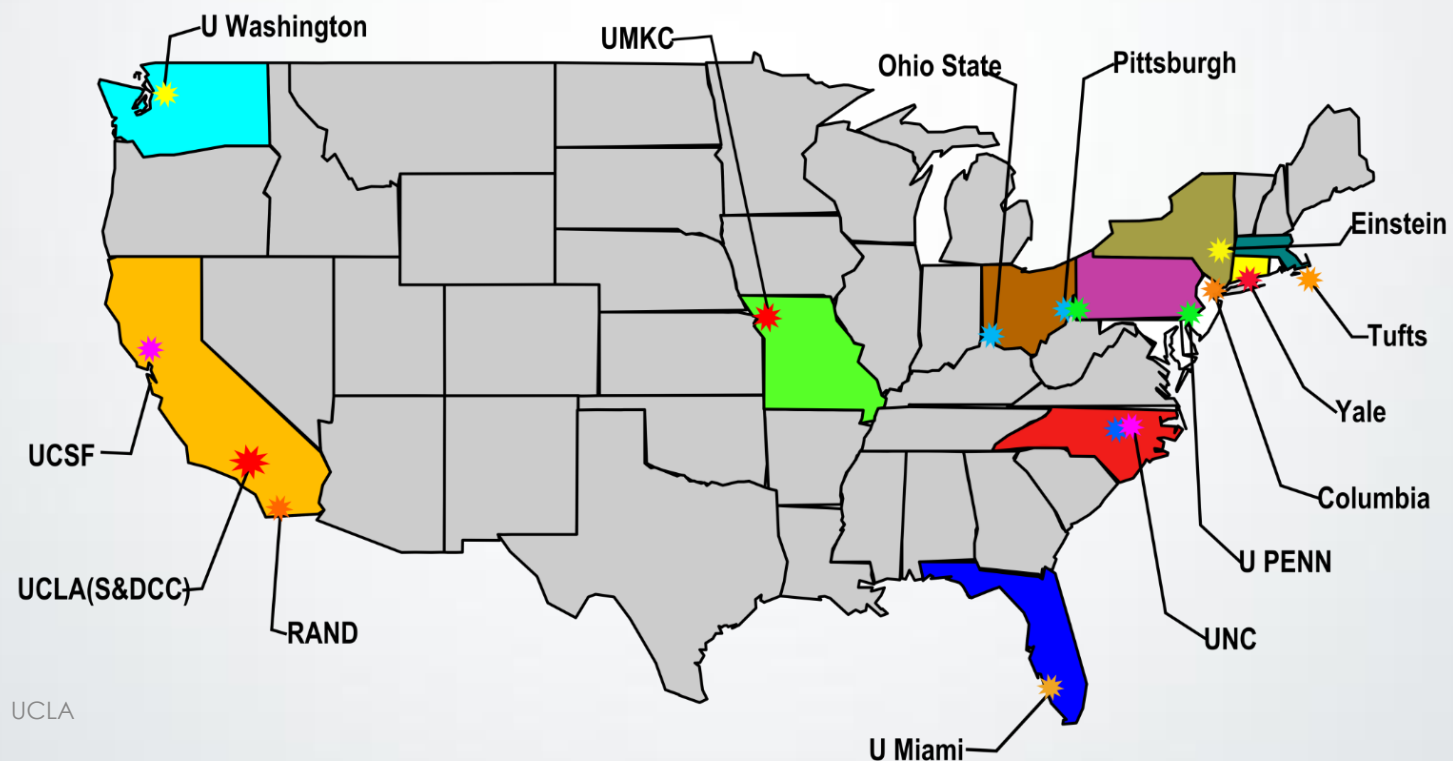 U Washington
UMKC
Ohio State
Pittsburgh
Einstein
Tufts
Yale
UCSF
Columbia
U PENN
UCLA(S&DCC)
RAND
UNC
UCLA
U Miami